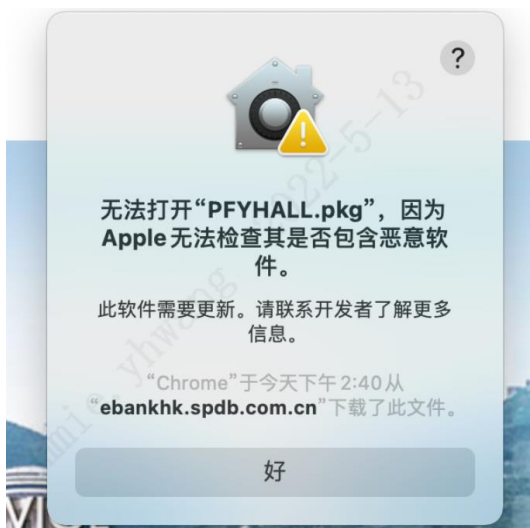 ?
无法打开“PFYHALL.pkg”，因为
Apple 无法检查其是否包含恶意软
件。
此软件需要更新。请联系开发者了解更多
信息。
“Chrome”于今天下午 2:40 从
“ebankhk.spdb.com.cn”下载了此文件。
好